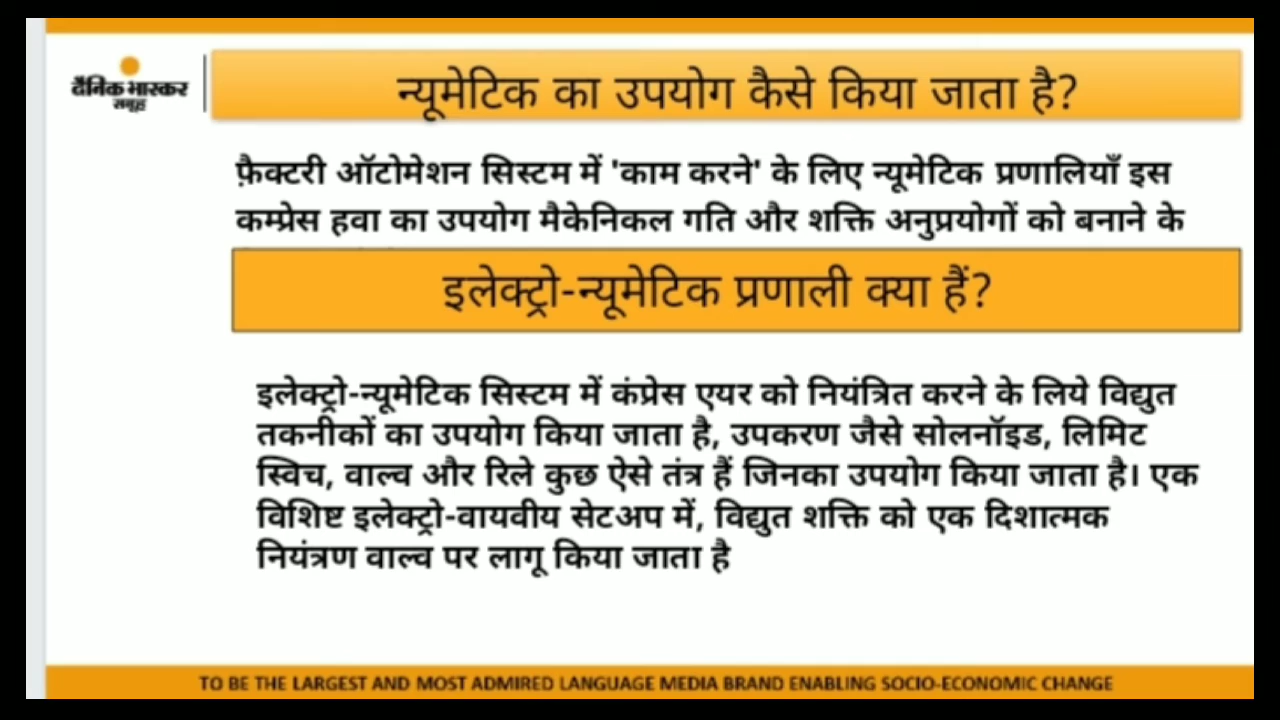 दैनिक भास्कर
समूह
न्यूमेटिक का उपयोग कैसे किया जाता है?
फ़ैक्टरी ऑटोमेशन सिस्टम में 'काम करने' के लिए न्यूमेटिक प्रणालियाँ इस
कम्प्रेस हवा का उपयोग मैकेनिकल गति और शक्ति अनुप्रयोगों को बनाने के
इलेक्ट्रो-न्यूमेटिक प्रणाली क्या हैं?
इलेक्ट्रो-न्यूमेटिक सिस्टम में कंप्रेस एयर को नियंत्रित करने के लिये विद्युत
तकनीकों का उपयोग किया जाता है, उपकरण जैसे सोलनॉइड, लिमिट
स्विच, वाल्व और रिले कुछ ऐसे तंत्र हैं जिनका उपयोग किया जाता है। एक
विशिष्ट इलेक्ट्रो-वायवीय सेटअप में, विद्युत शक्ति को एक दिशात्मक
नियंत्रण वाल्व पर लागू किया जाता है
TO BE THE LARGEST AND MOST ADMIRED LANGUAGE MEDIA BRAND ENABLING SOCIO-ECONOMIC CHANGE